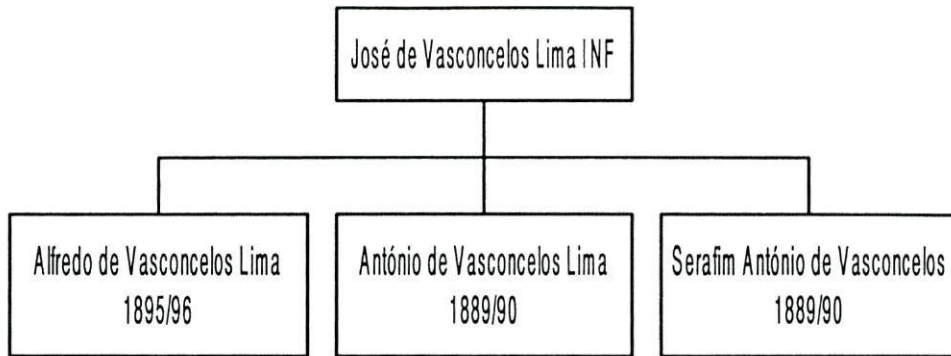 José de Vasconcelos Lima INF
Alfredo de Vasconcelos Lima
1895/96
António de Vasconcelos Lima
1889/90
Serafim António de Vasconcelos
1889/90